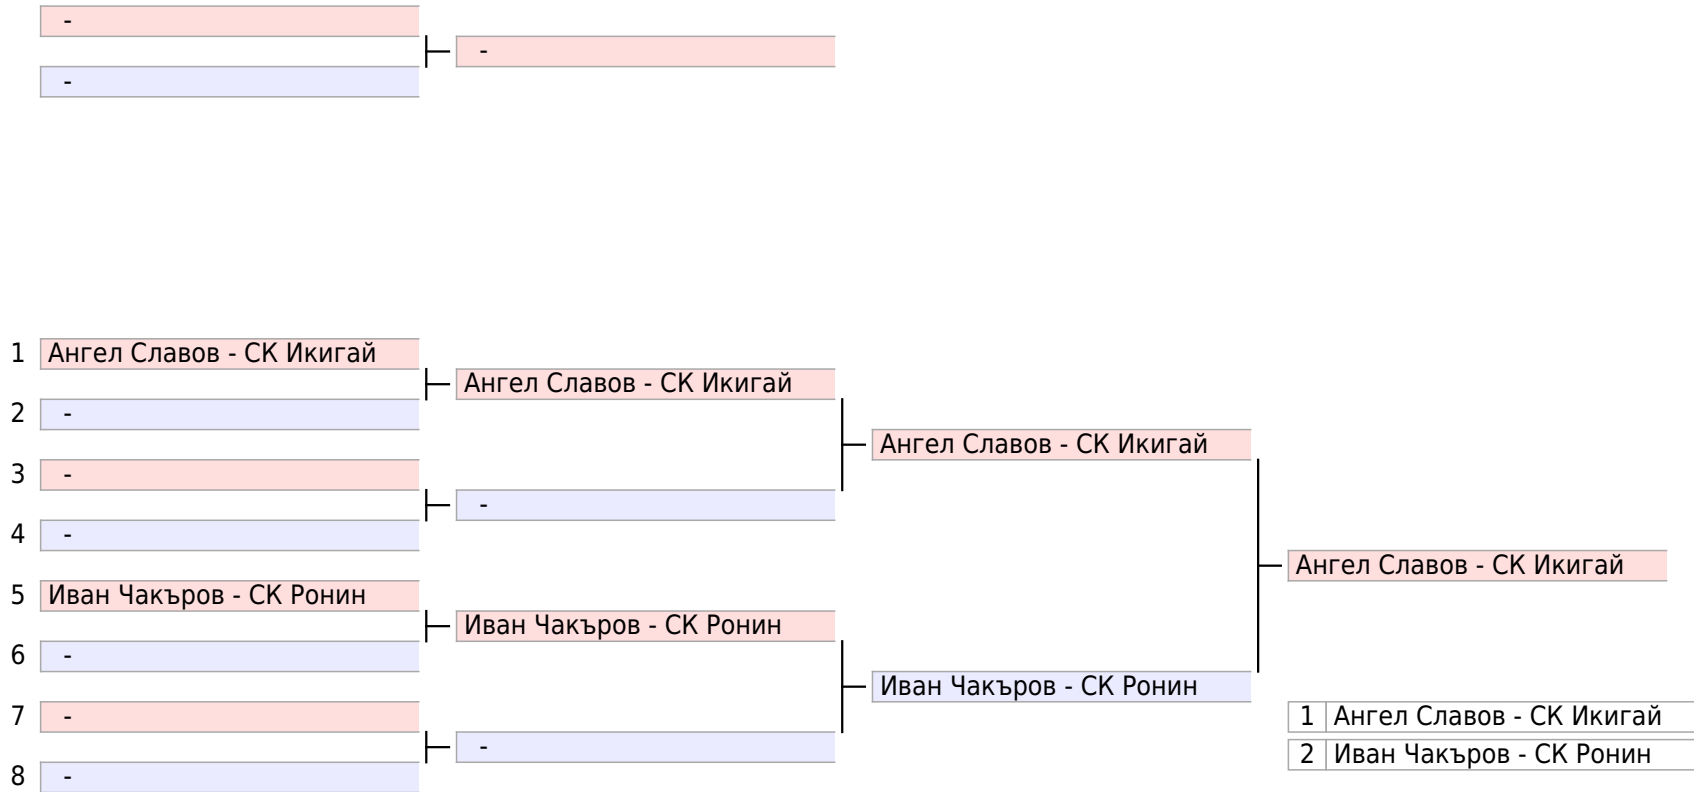 -
-
-
1 Ангел Славов - СК Икигай
Ангел Славов - СК Икигай
2 -
Ангел Славов - СК Икигай
3 -
-
4 -
Ангел Славов - СК Икигай
5 Иван Чакъров - СК Ронин
Иван Чакъров - СК Ронин
6 -
Иван Чакъров - СК Ронин
7 -
1 Ангел Славов - СК Икигай
-
2 Иван Чакъров - СК Ронин
8 -